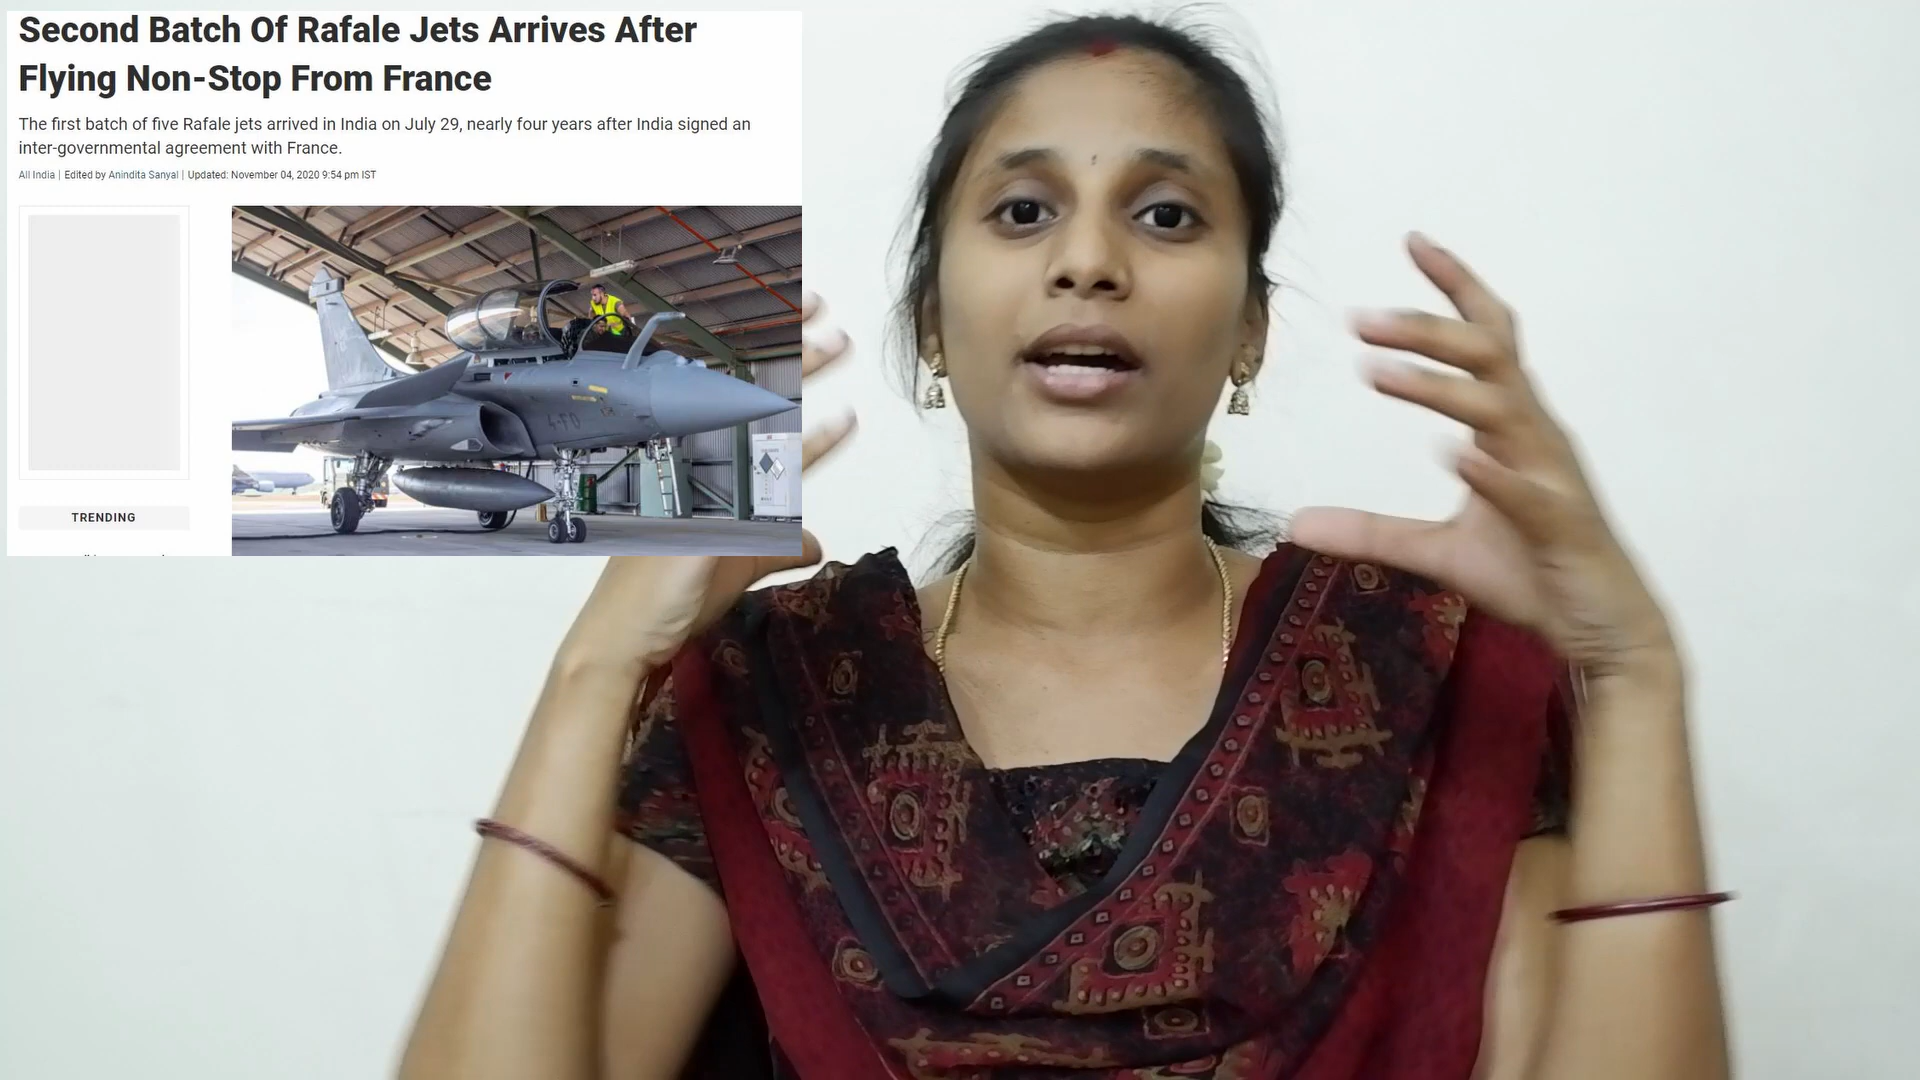 Second Batch Of Rafale Jets Arrives After
Flying Non-Stop From France
The first batch of five Rafale jets arrived in India on July 29, nearly four years after India signed an
inter-governmental agreement with France.
All India | Edited by Anindita Sanyal | Updated: November 04, 2020 9:54 pm IST
4-FO
TRENDING